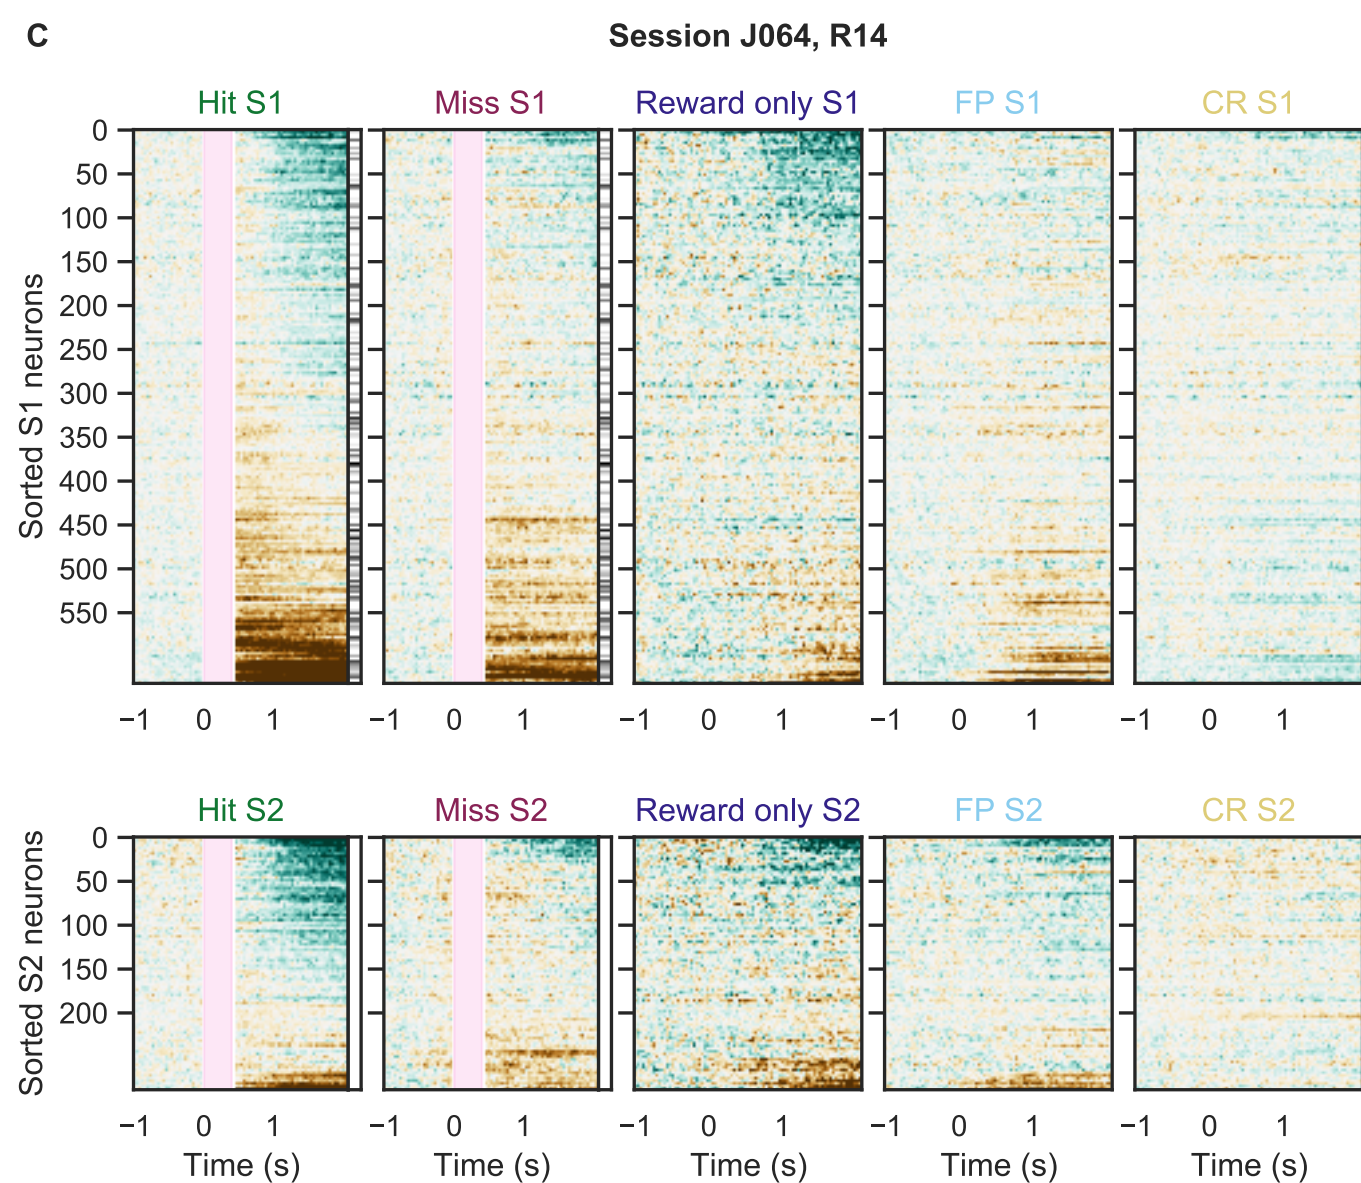 C
Session J064, R14
Hit S1 Miss S1 Reward only S1 FP S1 CR S1
Sorted S1 neurons
0
50
100
150
200
250
300
350
400
450
500
550
−1 0 1 −1 0 1 −1 0 1 −1 0 1 −1 0 1
Hit S2 Miss S2 Reward only S2 FP S2 CR S2
Sorted S2 neurons
0
50
100
150
200
−1 0 1 −1 0 1 −1 0 1 −1 0 1 −1 0 1
Time (s) Time (s) Time (s) Time (s) Time (s)